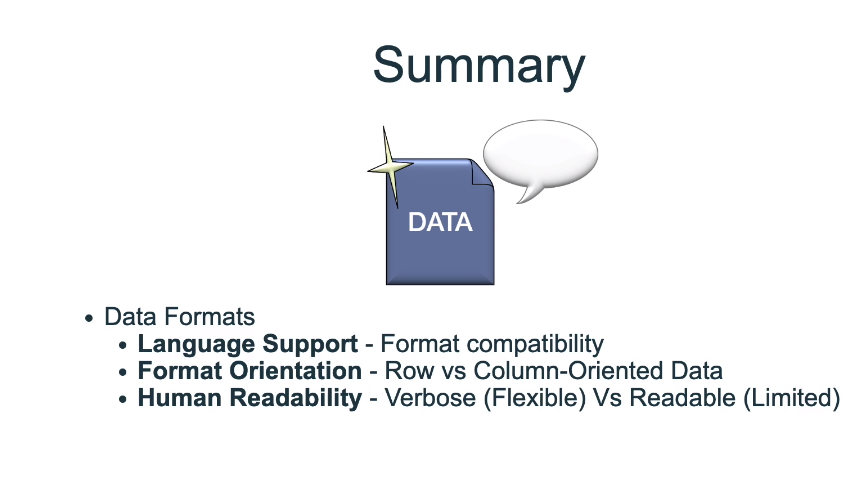 Summary
DATA
• Data Formats
• Language Support - Format compatibility
• Format Orientation - Row vs Column-Oriented Data
• Human Readability - Verbose (Flexible) Vs Readable (Limited)